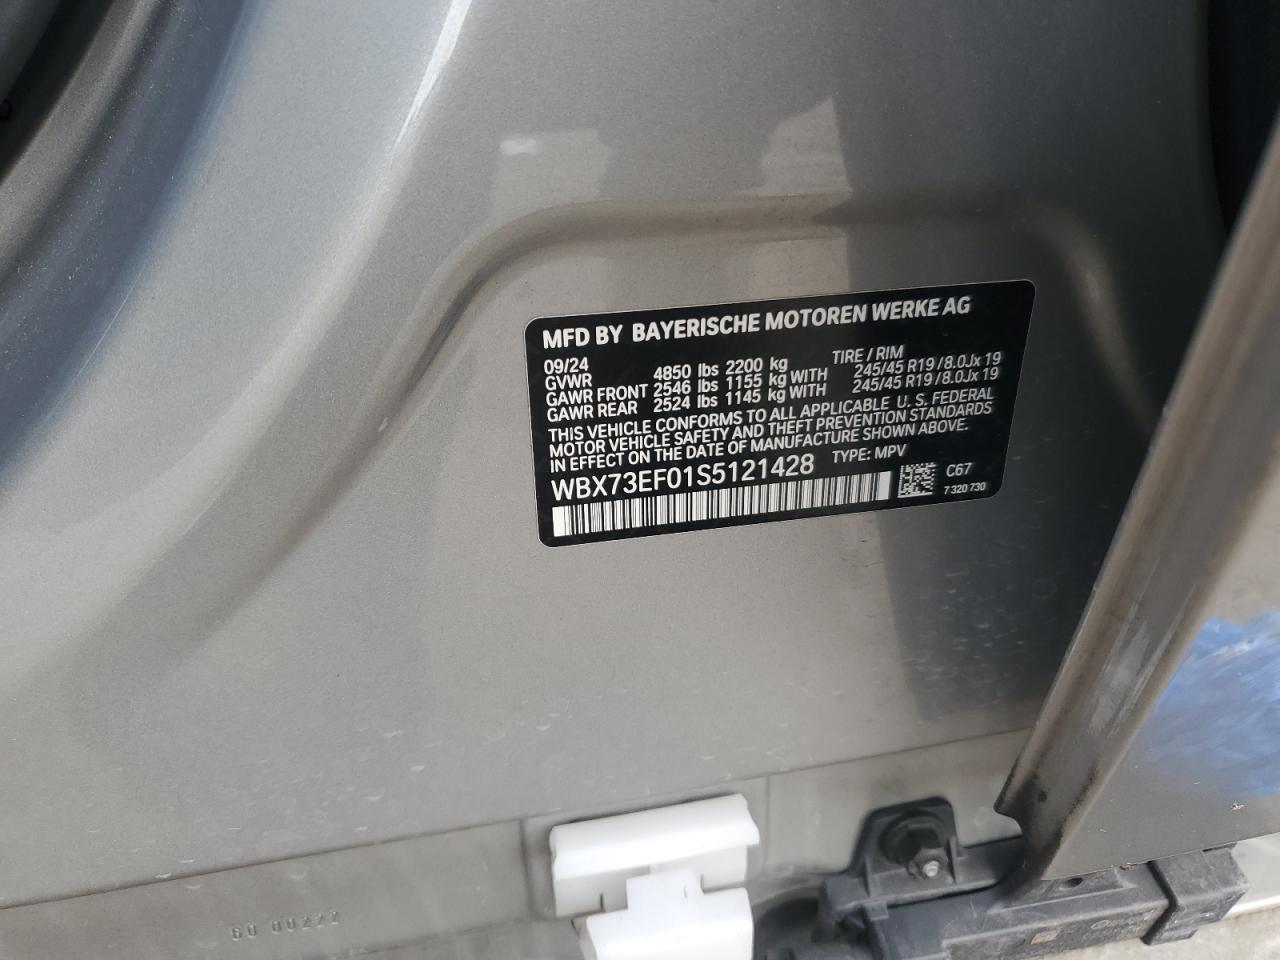 MFD BY BAYERISCHE MOTOREN WERKE AG
09/24
GVWR 4850 lbs 2200 kg TIRE / RIM
GAWR FRONT 2546 lbs 1155 kg WITH 245/45 R19 / 8.0Jx 19
GAWR REAR 2524 lbs 1145 kg WITH 245/45 R19 / 8.0Jx 19
THIS VEHICLE CONFORMS TO ALL APPLICABLE U. S. FEDERAL
MOTOR VEHICLE SAFETY AND THEFT PREVENTION STANDARDS
IN EFFECT ON THE DATE OF MANUFACTURE SHOWN ABOVE.
WBX73EF01S5121428 TYPE: MPV
C67
7 320 730
60 00222